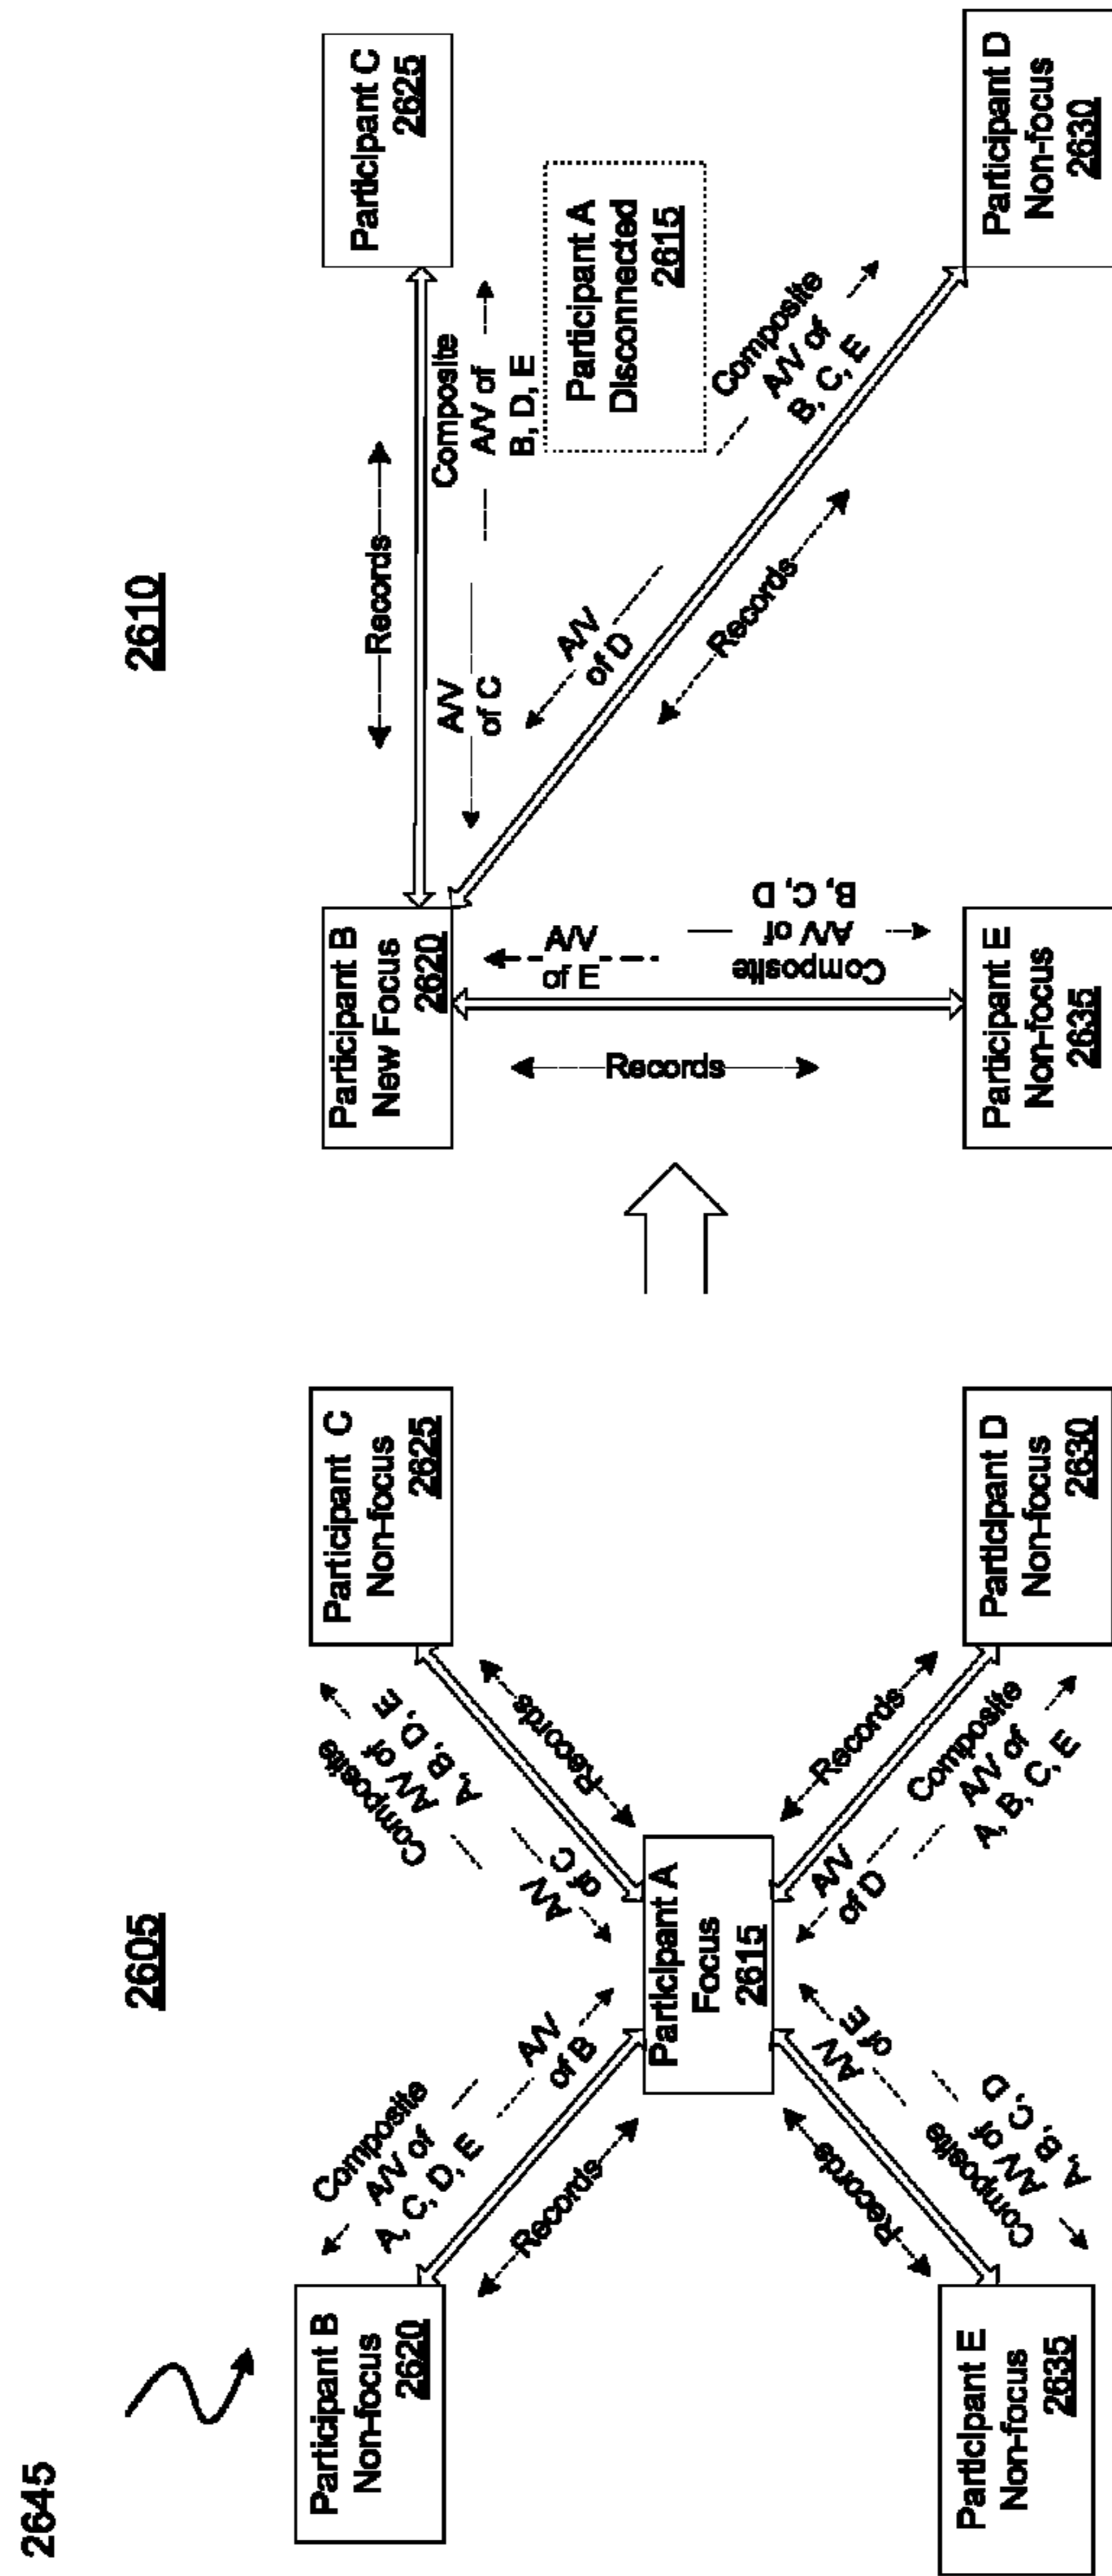 2645
2605
Participant B
Non-focus
2620
Composite
A/V of
A, C, D, E
A/V
of B
Records
Participant C
Non-focus
2625
Composite
A/V of
A, B, D, E
A/V
of C
Records
Participant A
Focus
2615
Records
A/V
of E
Composite
A/V of
A, B, C, D
Participant E
Non-focus
2635
Records
A/V
of D
Composite
A/V of
A, B, C, E
Participant D
Non-focus
2630
2610
Participant B
New Focus
2620
Records
A/V
of C
Composite
A/V of
B, D, E
Participant C
2625
Participant A
Disconnected
2615
A/V
of D
Composite
A/V of
B, C, E
Records
Records
A/V
of E
Composite
A/V of
B, C, D
Participant E
Non-focus
2635
Participant D
Non-focus
2630